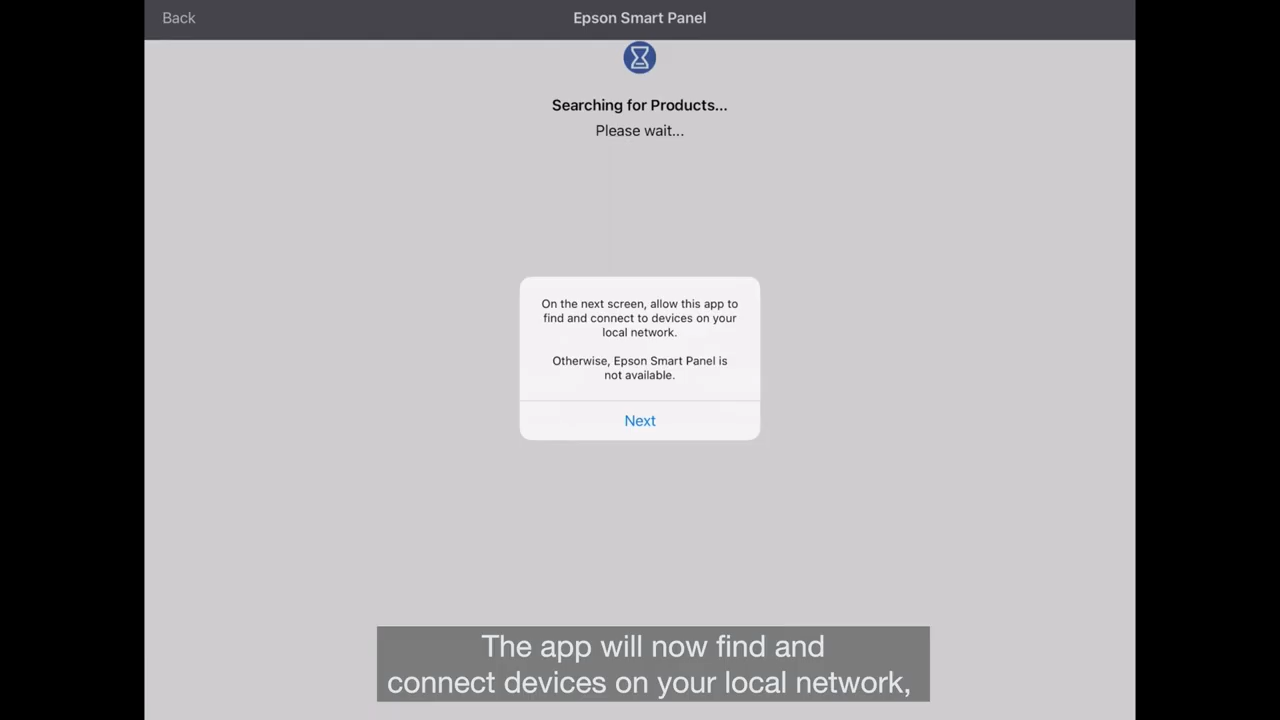 Back
Epson Smart Panel
Searching for Products...
Please wait...
On the next screen, allow this app to
find and connect to devices on your
local network.
Otherwise, Epson Smart Panel is
not available.
Next
The app will now find and
connect devices on your local network,